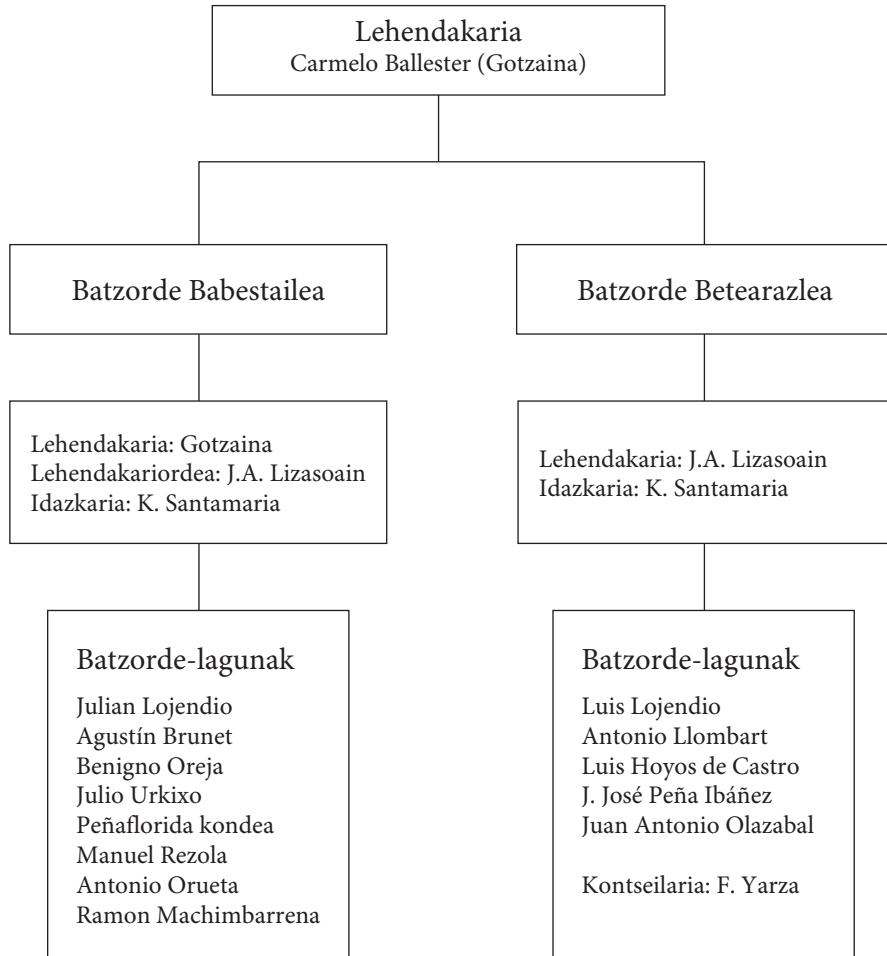 Lehendakaria
Carmelo Ballester (Gotzaina)
Batzorde Babestailea
Batzorde Betearazlea
Lehendakaria: Gotzaina
Lehendakariordea: J.A. Lizasoain
Idazkaria: K. Santamaria
Lehendakaria: J.A. Lizasoain
Idazkaria: K. Santamaria
Batzorde-lagunak
Julian Lojendio
Agustín Brunet
Benigno Oreja
Julio Urkixo
Peñaflorida kondea
Manuel Rezola
Antonio Orueta
Ramon Machimbarrena
Batzorde-lagunak
Luis Lojendio
Antonio Llombart
Luis Hoyos de Castro
J. José Peña Ibáñez
Juan Antonio Olazabal
Kontseilaria: F. Yarza